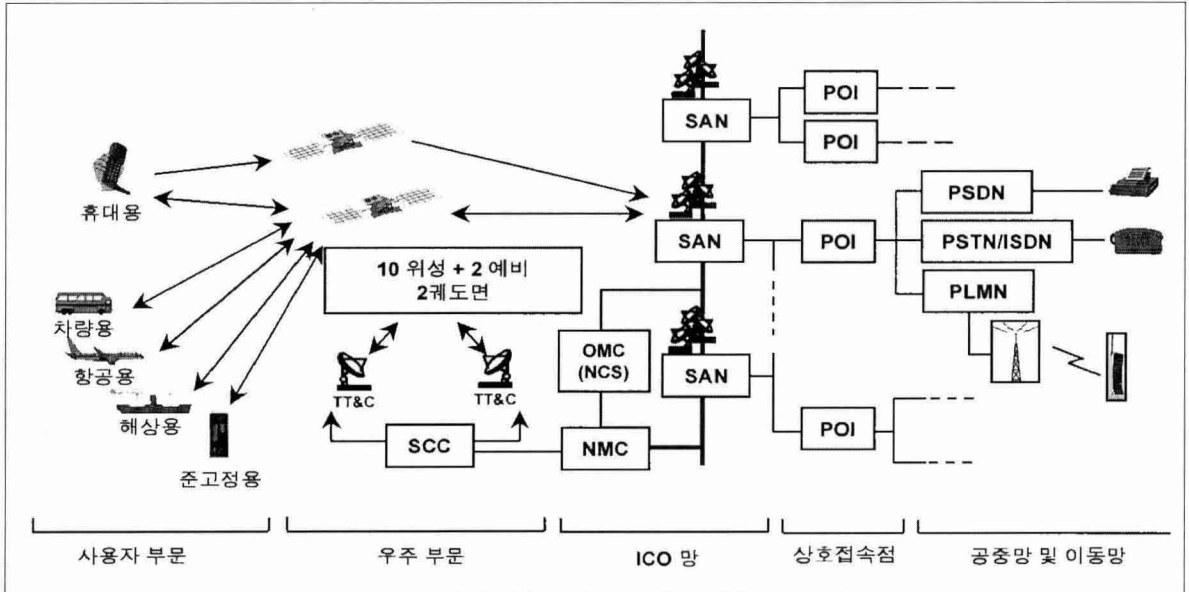 휴대용
차량용
항공용
해상용
준고정용
10 위성 + 2 예비
2궤도면
TT&C
TT&C
SCC
OMC
(NCS)
NMC
SAN
SAN
SAN
POI
POI
POI
POI
PSDN
PSTN/ISDN
PLMN
사용자 부문
우주 부문
ICO 망
상호접속점
공중망 및 이동망